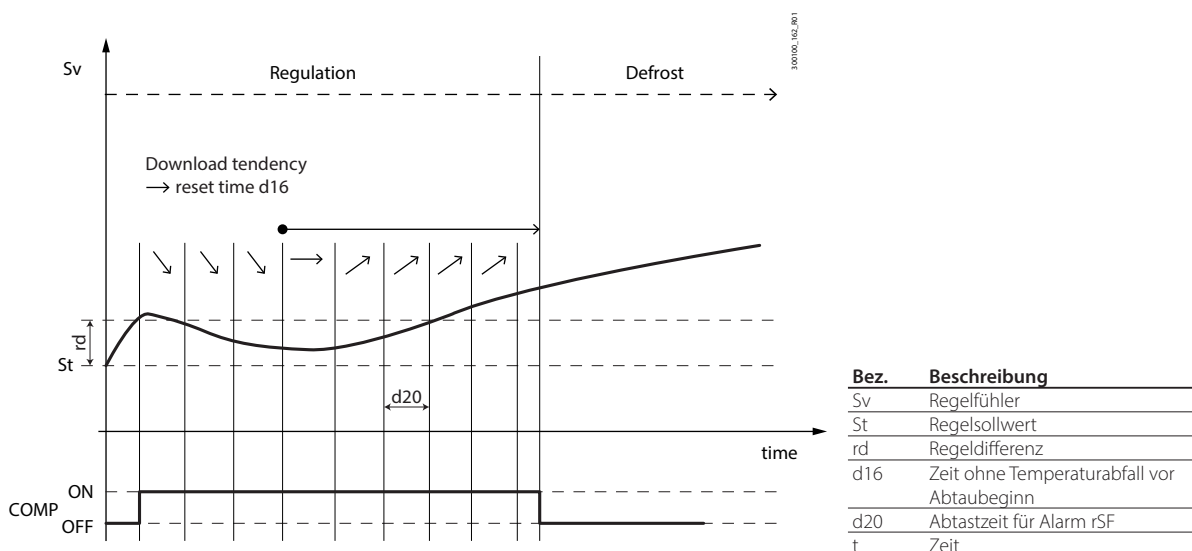 300100_162_R01
Sv
Regulation
Defrost
Download tendency
→ reset time d16
rd
St
d20
time
ON
COMP
OFF
Bez. Beschreibung
Sv Regelfühler
St Regelsollwert
rd Regeldifferenz
d16 Zeit ohne Temperaturabfall vor
Abtaubeginn
d20 Abtastzeit für Alarm rSF
t Zeit